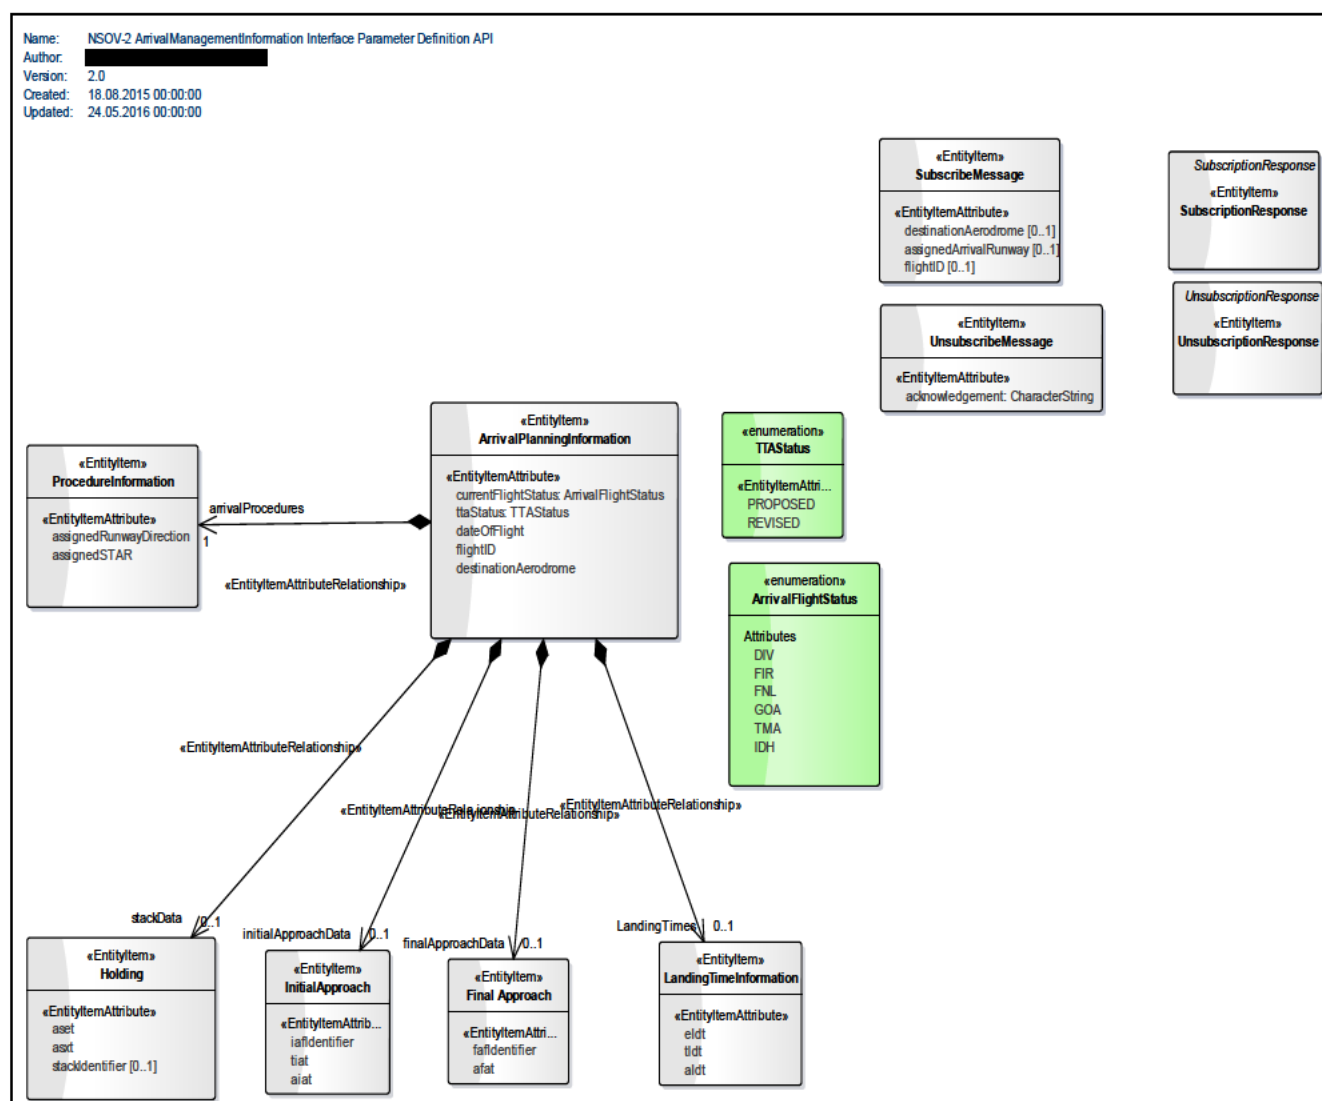 Name: NSOV-2 ArrivalManagementInformation Interface Parameter Definition API
Author:
Version: 2.0
Created: 18.08.2015 00:00:00
Updated: 24.05.2016 00:00:00
«EntityItem»
SubscribeMessage
«EntityItemAttribute»
destinationAerodrome [0..1]
assignedArrivalRunway [0..1]
flightID [0..1]
SubscriptionResponse
«EntityItem»
SubscriptionResponse
«EntityItem»
UnsubscribeMessage
«EntityItemAttribute»
acknowledgement: CharacterString
UnsubscriptionResponse
«EntityItem»
UnsubscriptionResponse
«EntityItem»
ArrivalPlanningInformation
«EntityItemAttribute»
currentFlightStatus: ArrivalFlightStatus
ttaStatus: TTAStatus
dateOfFlight
flightID
destinationAerodrome
«enumeration»
TTAStatus
«EntityItemAttri...
PROPOSED
REVISED
«EntityItem»
ProcedureInformation
«EntityItemAttribute»
assignedRunwayDirection
assignedSTAR
arrivalProcedures
1
«EntityItemAttributeRelationship»
«enumeration»
ArrivalFlightStatus
Attributes
DIV
FIR
FNL
GOA
TMA
IDH
«EntityItemAttributeRelationship»
«EntityItemAttributeRelationship»
«EntityItemAttributeRelationship»
«EntityItemAttributeRelationship»
stackData
0..1
initialApproachData
0..1
finalApproachData
0..1
LandingTimes
0..1
«EntityItem»
Holding
«EntityItemAttribute»
aset
asxt
stackIdentifier [0..1]
«EntityItem»
InitialApproach
«EntityItemAttrib...
iafIdentifier
tiat
aiat
«EntityItem»
Final Approach
«EntityItemAttri...
fafIdentifier
afat
«EntityItem»
LandingTimeInformation
«EntityItemAttribute»
eldt
tldt
aldt